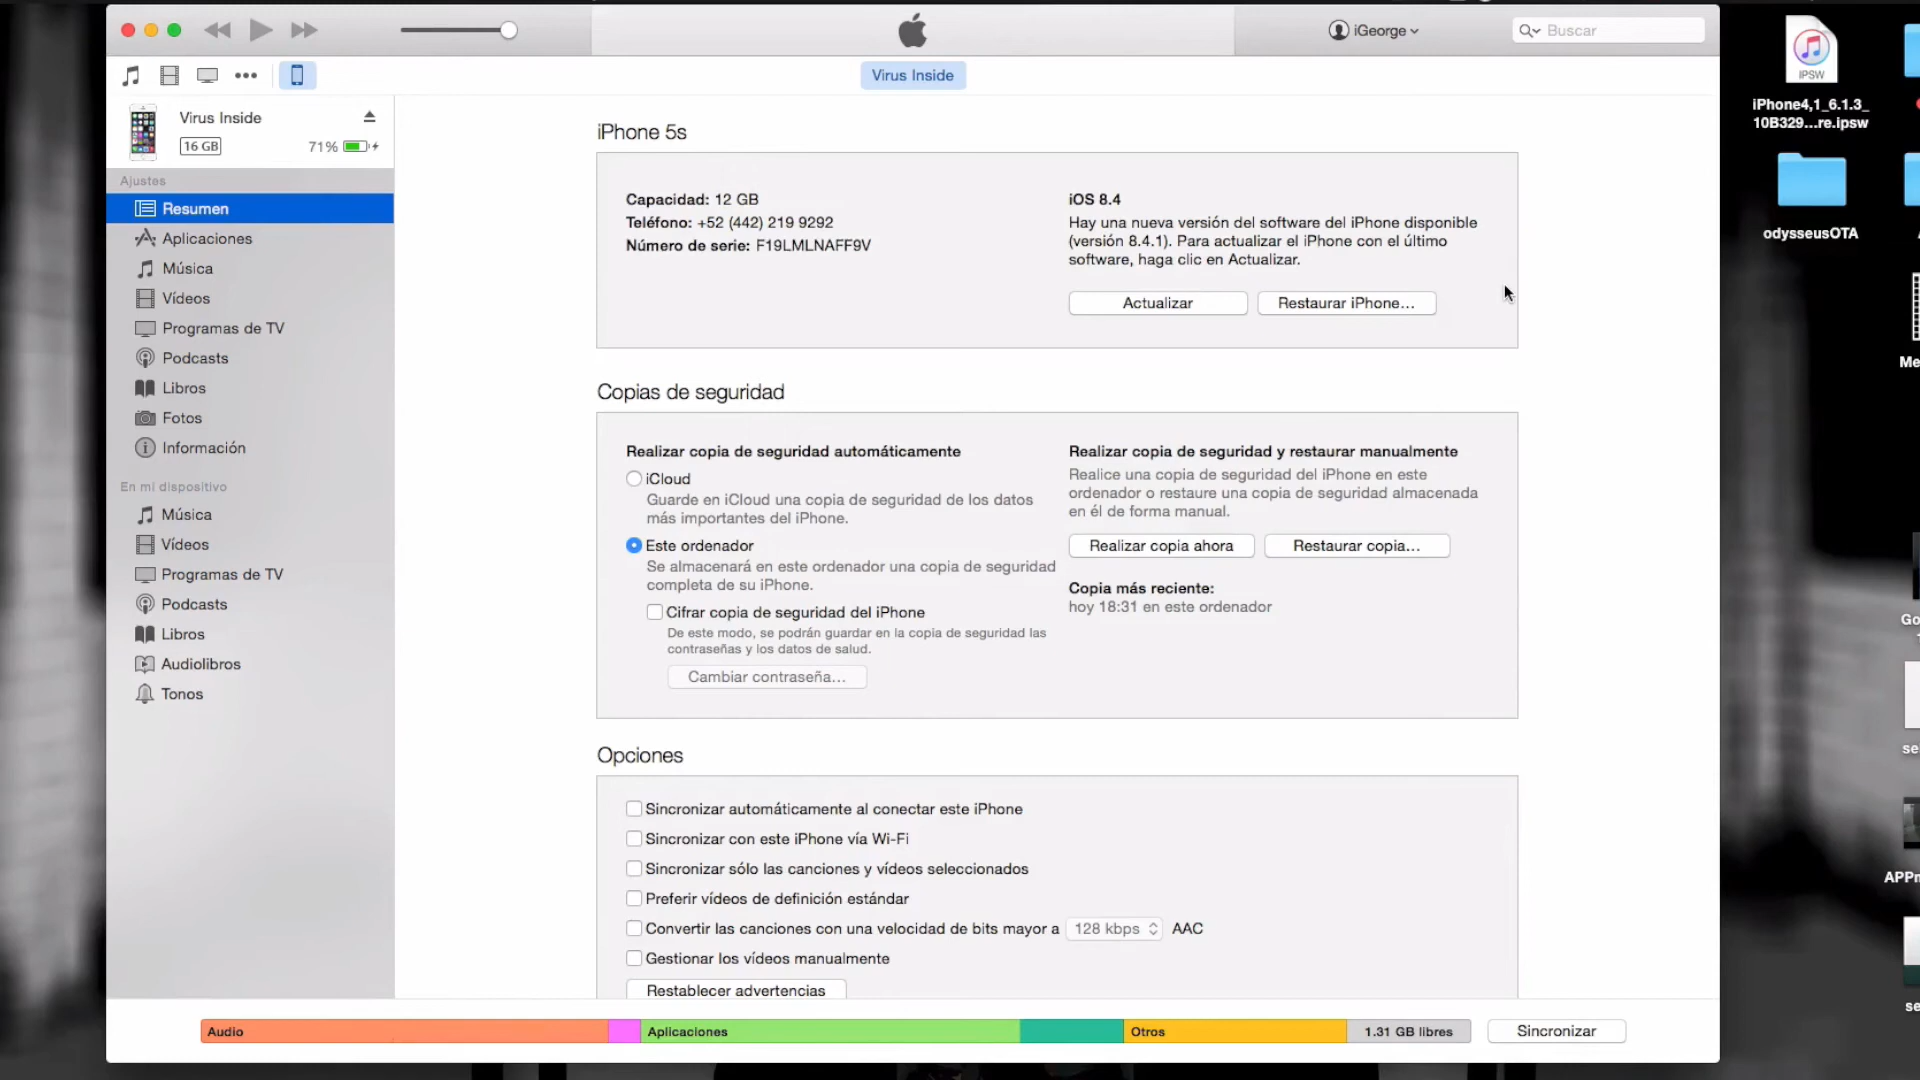 iGeorge
Buscar
Virus Inside
Virus Inside
16 GB
71%
Ajustes
Resumen
Aplicaciones
Música
Vídeos
Programas de TV
Podcasts
Libros
Fotos
Información
En mi dispositivo
Música
Vídeos
Programas de TV
Podcasts
Libros
Audiolibros
Tonos
iPhone 5s
Capacidad: 12 GB
Teléfono: +52 (442) 219 9292
Número de serie: F19LMLNAFF9V
iOS 8.4
Hay una nueva versión del software del iPhone disponible
(versión 8.4.1). Para actualizar el iPhone con el último
software, haga clic en Actualizar.
Actualizar
Restaurar iPhone...
Copias de seguridad
Realizar copia de seguridad automáticamente
iCloud
Guarde en iCloud una copia de seguridad de los datos
más importantes del iPhone.
Este ordenador
Se almacenará en este ordenador una copia de seguridad
completa de su iPhone.
Cifrar copia de seguridad del iPhone
De este modo, se podrán guardar en la copia de seguridad las
contraseñas y los datos de salud.
Cambiar contraseña...
Realizar copia de seguridad y restaurar manualmente
Realice una copia de seguridad del iPhone en este
ordenador o restaure una copia de seguridad almacenada
en él de forma manual.
Realizar copia ahora
Restaurar copia...
Copia más reciente:
hoy 18:31 en este ordenador
Opciones
Sincronizar automáticamente al conectar este iPhone
Sincronizar con este iPhone vía Wi-Fi
Sincronizar sólo las canciones y vídeos seleccionados
Preferir vídeos de definición estándar
Convertir las canciones con una velocidad de bits mayor a 128 kbps AAC
Gestionar los vídeos manualmente
Restablecer advertencias
Audio
Aplicaciones
Otros
1.31 GB libres
Sincronizar
IPSW
iPhone4,1_6.1.3_
10B329...re.ipsw
odysseusOTA
Me
Go
se
APPm
se